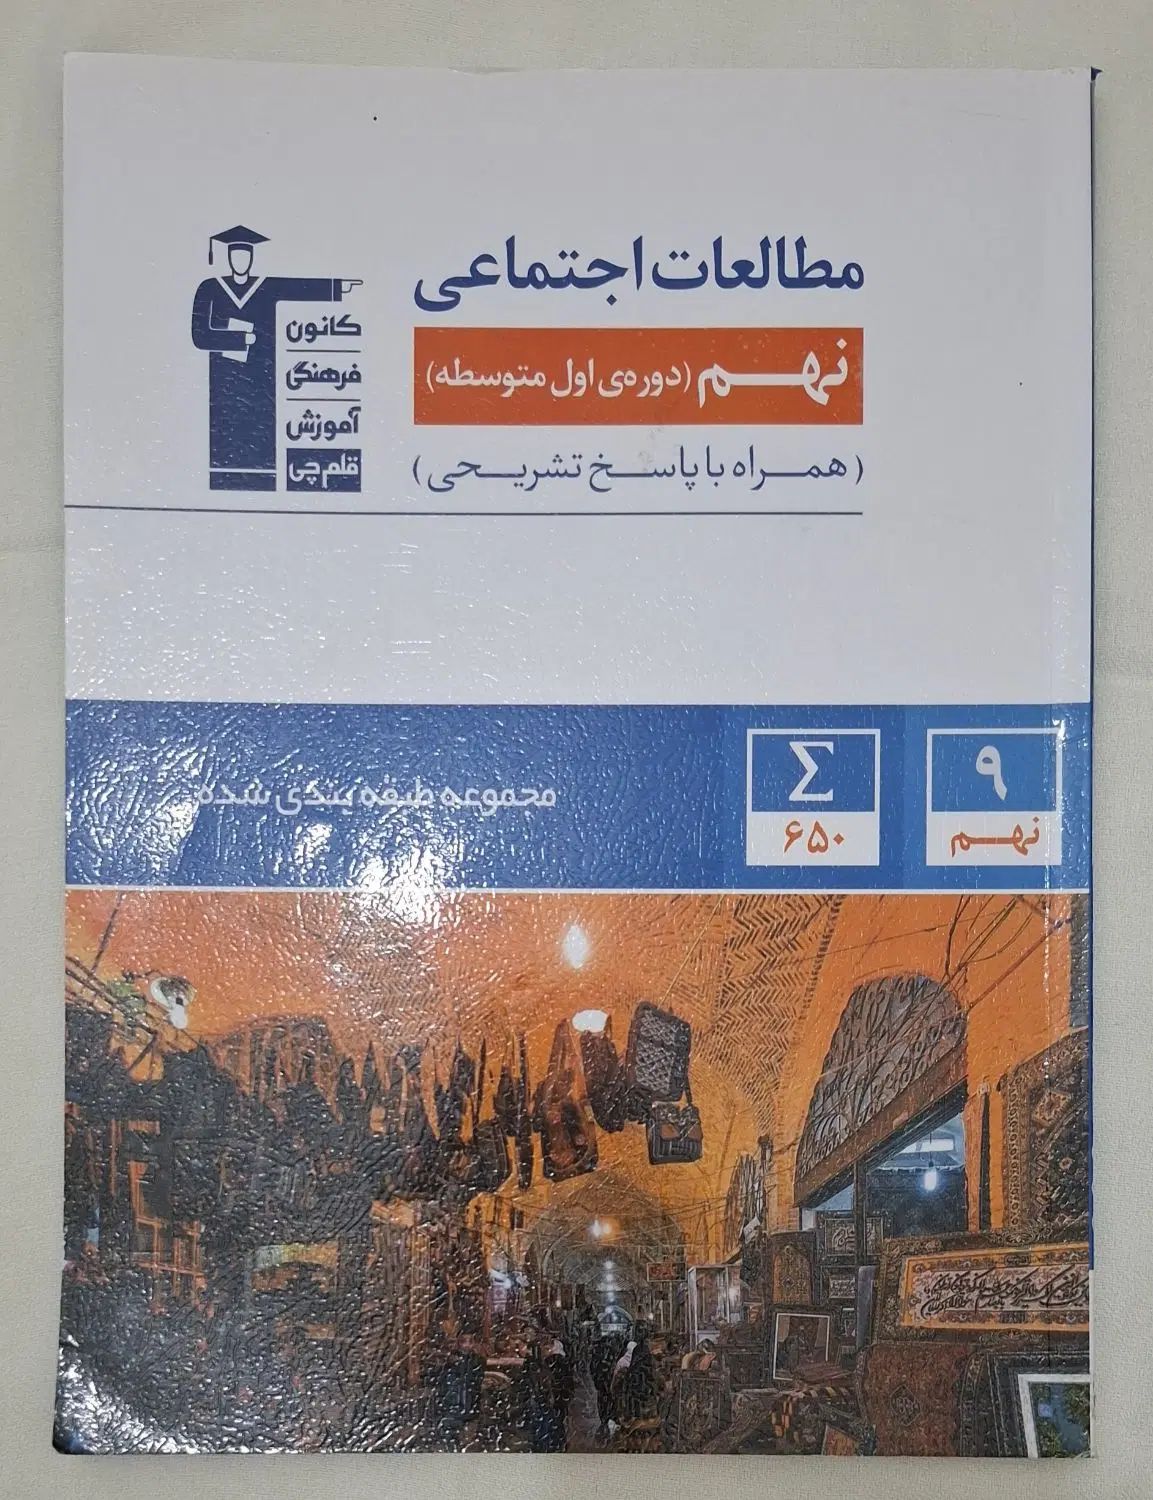 مطالعات اجتماعی
نهم (دوره‌ی اول متوسطه)
(همراه با پاسخ تشریحی)
کانون
فرهنگی
آموزش
قلم‌چی
۹
نهم
Σ
۶۵۰
مجموعه طبقه بندی شده